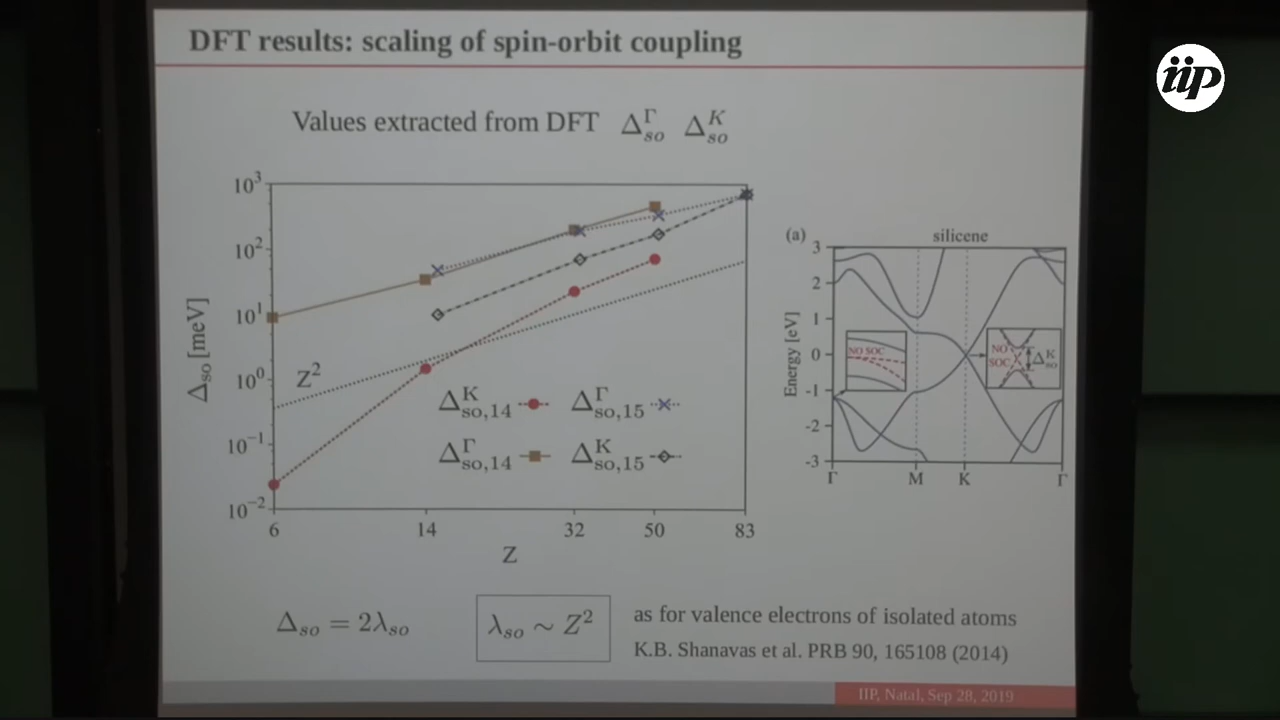 DFT results: scaling of spin-orbit coupling
iip
Values extracted from DFT Δ^Γ_so Δ^K_so
10^3
10^2
10^1
10^0
10^−1
10^−2
Δ_so [meV]
Z^2
Δ^K_so,14 Δ^Γ_so,15
Δ^Γ_so,14 Δ^K_so,15
6 14 32 50 83
Z
(a) silicene
3
2
1
0
-1
-2
-3
Energy [eV]
NO SOC
NO
SOC
Δ^K_so
Γ M K Γ
Δ_so = 2λ_so
λ_so ∼ Z^2
as for valence electrons of isolated atoms
K.B. Shanavas et al. PRB 90, 165108 (2014)
IIP, Natal, Sep 28, 2019